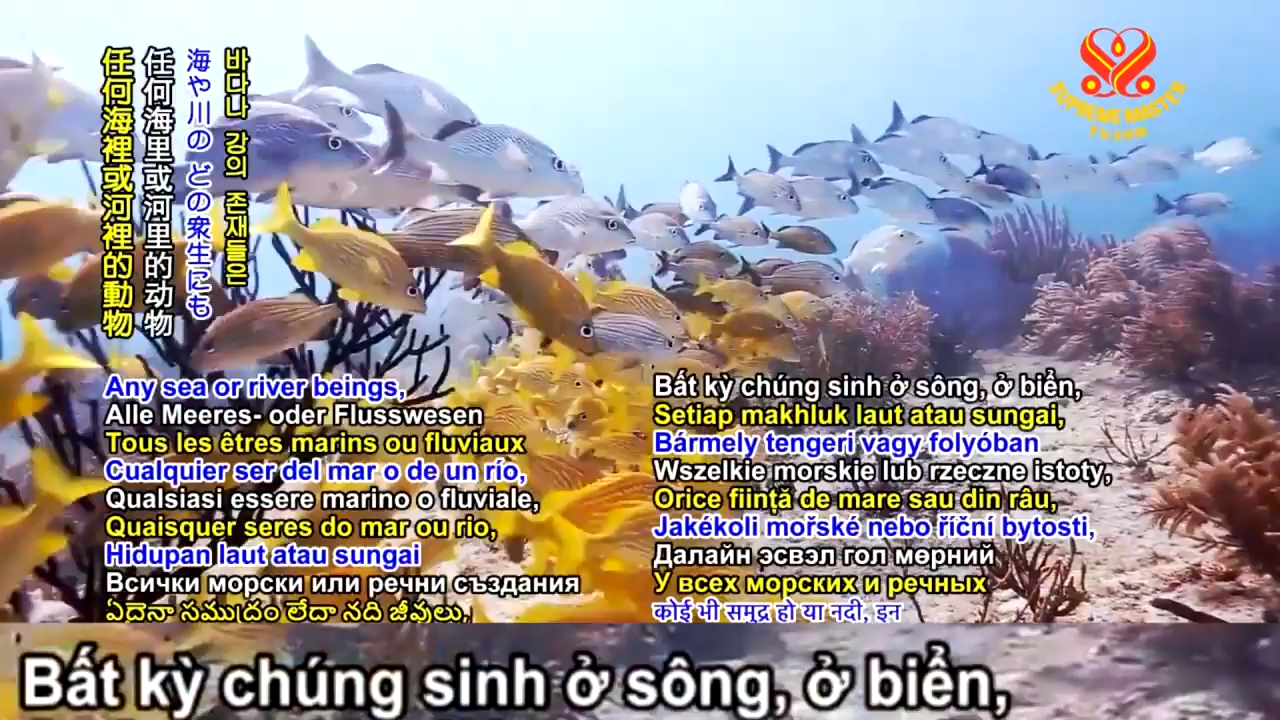 任何海裡或河裡的動物
任何海里或河里的动物
海や川の どの衆生にも
바다나 강의 존재들은
SUPREME MASTER
TV.COM
Any sea or river beings,
Alle Meeres- oder Flusswesen
Tous les êtres marins ou fluviaux
Cualquier ser del mar o de un río,
Qualsiasi essere marino o fluviale,
Quaisquer seres do mar ou rio,
Hidupan laut atau sungai
Всички морски или речни създания
ఏదైనా సముద్రం లేదా నది జీవులు,
Bất kỳ chúng sinh ở sông, ở biển,
Setiap makhluk laut atau sungai,
Bármely tengeri vagy folyóban
Wszelkie morskie lub rzeczne istoty,
Orice ființă de mare sau din râu,
Jakékoli mořské nebo říční bytosti,
Далайн эсвэл гол мөрний
У всех морских и речных
कोई भी समुद्र हो या नदी, इन
Bất kỳ chúng sinh ở sông, ở biển,